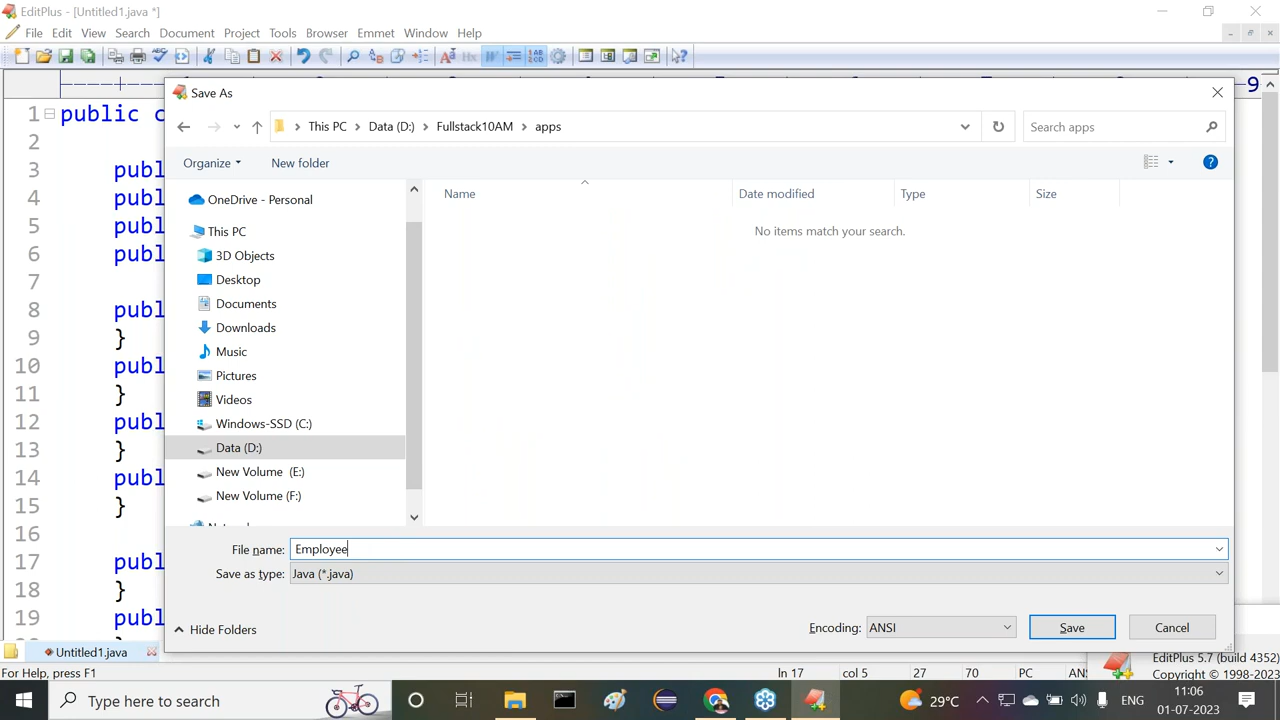 EditPlus - [Untitled1.java *]
File Edit View Search Document Project Tools Browser Emmet Window Help
Save As
This PC > Data (D:) > Fullstack10AM > apps
Search apps
Organize
New folder
Name
Date modified
Type
Size
No items match your search.
OneDrive - Personal
This PC
3D Objects
Desktop
Documents
Downloads
Music
Pictures
Videos
Windows-SSD (C:)
Data (D:)
New Volume (E:)
New Volume (F:)
File name: Employee
Save as type: Java (*.java)
Hide Folders
Encoding: ANSI
Save
Cancel
1 public c
2
3 publ
4 publ
5 publ
6 publ
7
8 publ
9 }
10 publ
11 }
12 publ
13 }
14 publ
15 }
16
17 publ
18 }
19 publ
Untitled1.java
For Help, press F1
ln 17
col 5
27
70
PC
EditPlus 5.7 (build 4352)
Copyright © 1998-2023
Type here to search
29°C
ENG
11:06
01-07-2023